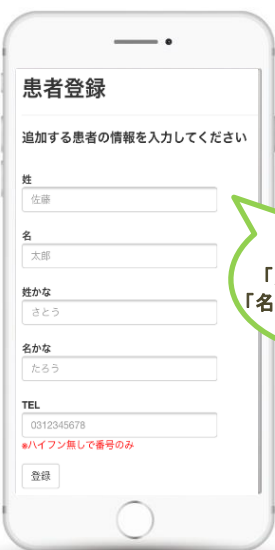 患者登録
追加する患者の情報を入力してください
姓
佐藤
名
太郎
姓かな
さとう
「
「名
名かな
たろう
TEL
0312345678
※ハイフン無しで番号のみ
登録